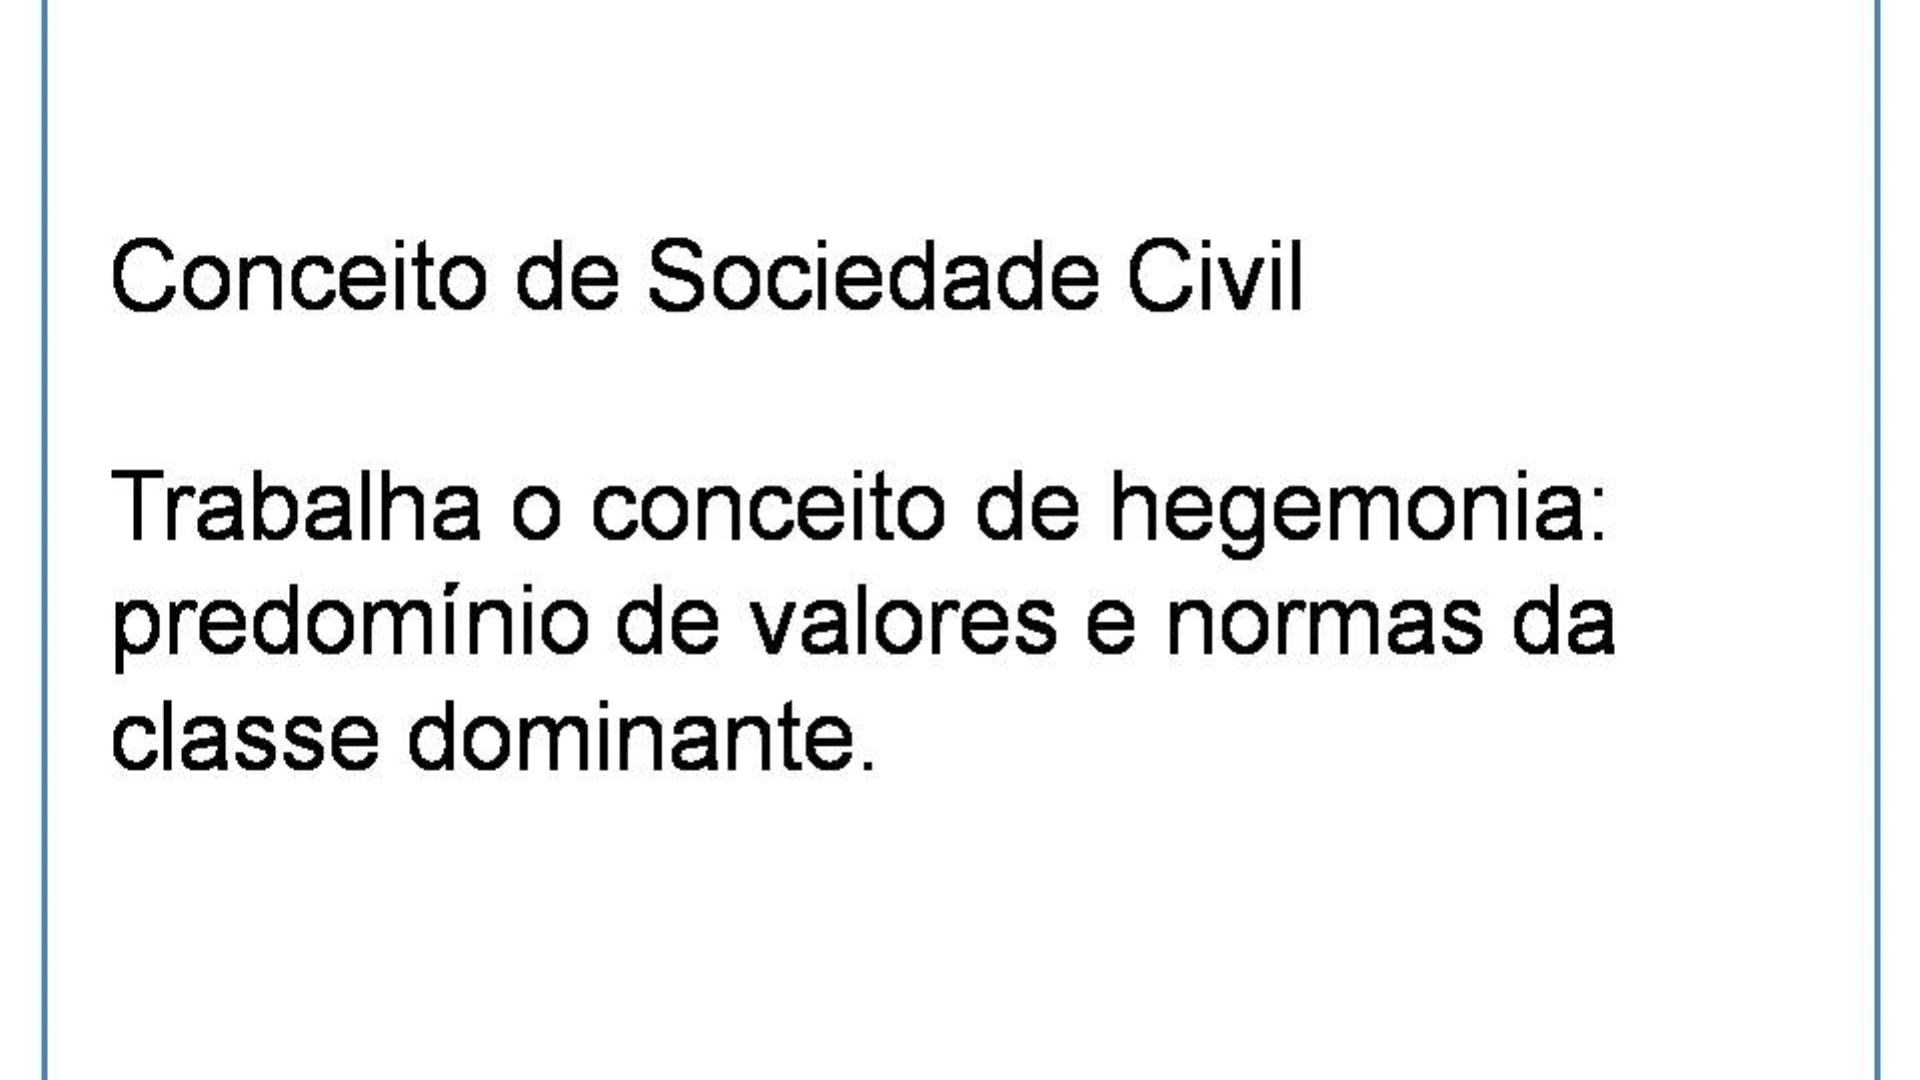 Conceito de Sociedade Civil
Trabalha o conceito de hegemonia:
predomínio de valores e normas da
classe dominante.